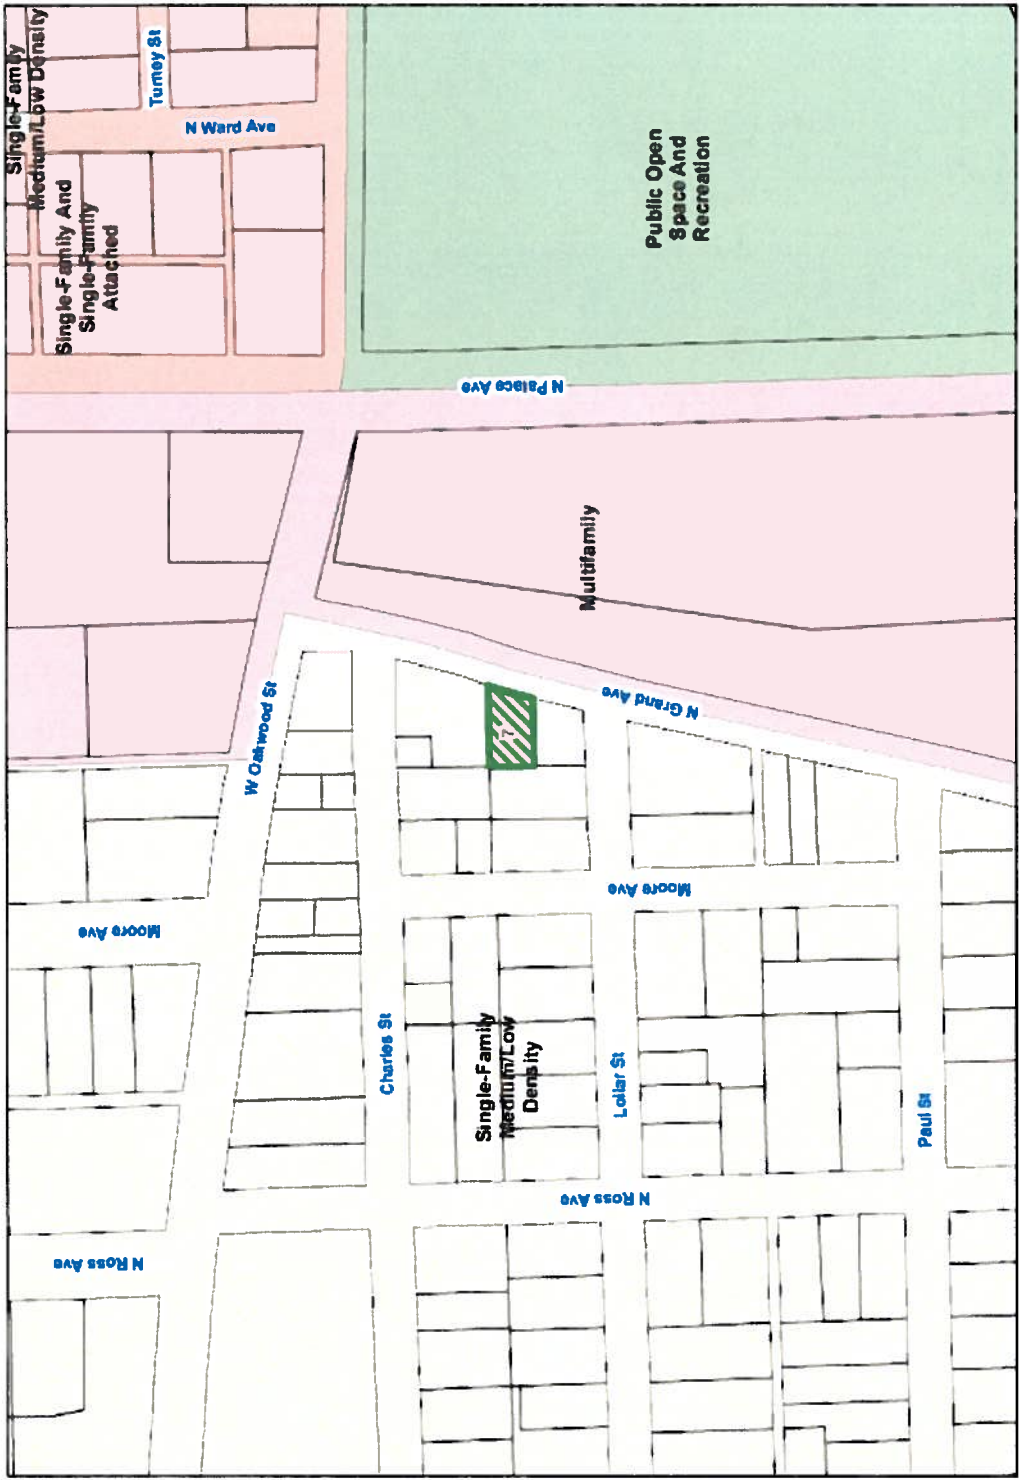 Single-Family
Medium/Low Density
Turney St
N Ward Ave
Single-Family And
Single-Family
Attached
Public Open
Space And
Recreation
N Palace Ave
Multifamily
W Oakwood St
N Grand Ave
7
Moore Ave
Moore Ave
Charles St
Single-Family
Medium/Low
Density
Lollar St
Paul St
N Ross Ave
N Ross Ave